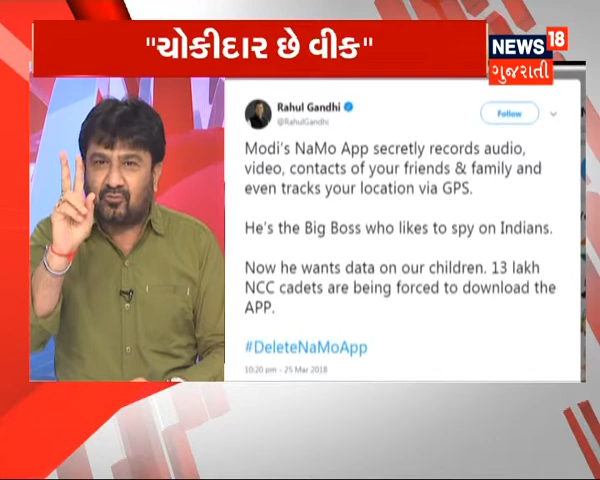 "ચોકીદાર છે વીક"
NEWS 18
ગુજરાતી
Rahul Gandhi
@RahulGandhi
Follow
Modi's NaMo App secretly records audio,
video, contacts of your friends & family and
even tracks your location via GPS.
He's the Big Boss who likes to spy on Indians.
Now he wants data on our children. 13 lakh
NCC cadets are being forced to download the
APP.
#DeleteNaMoApp
10:20 pm - 25 Mar 2018